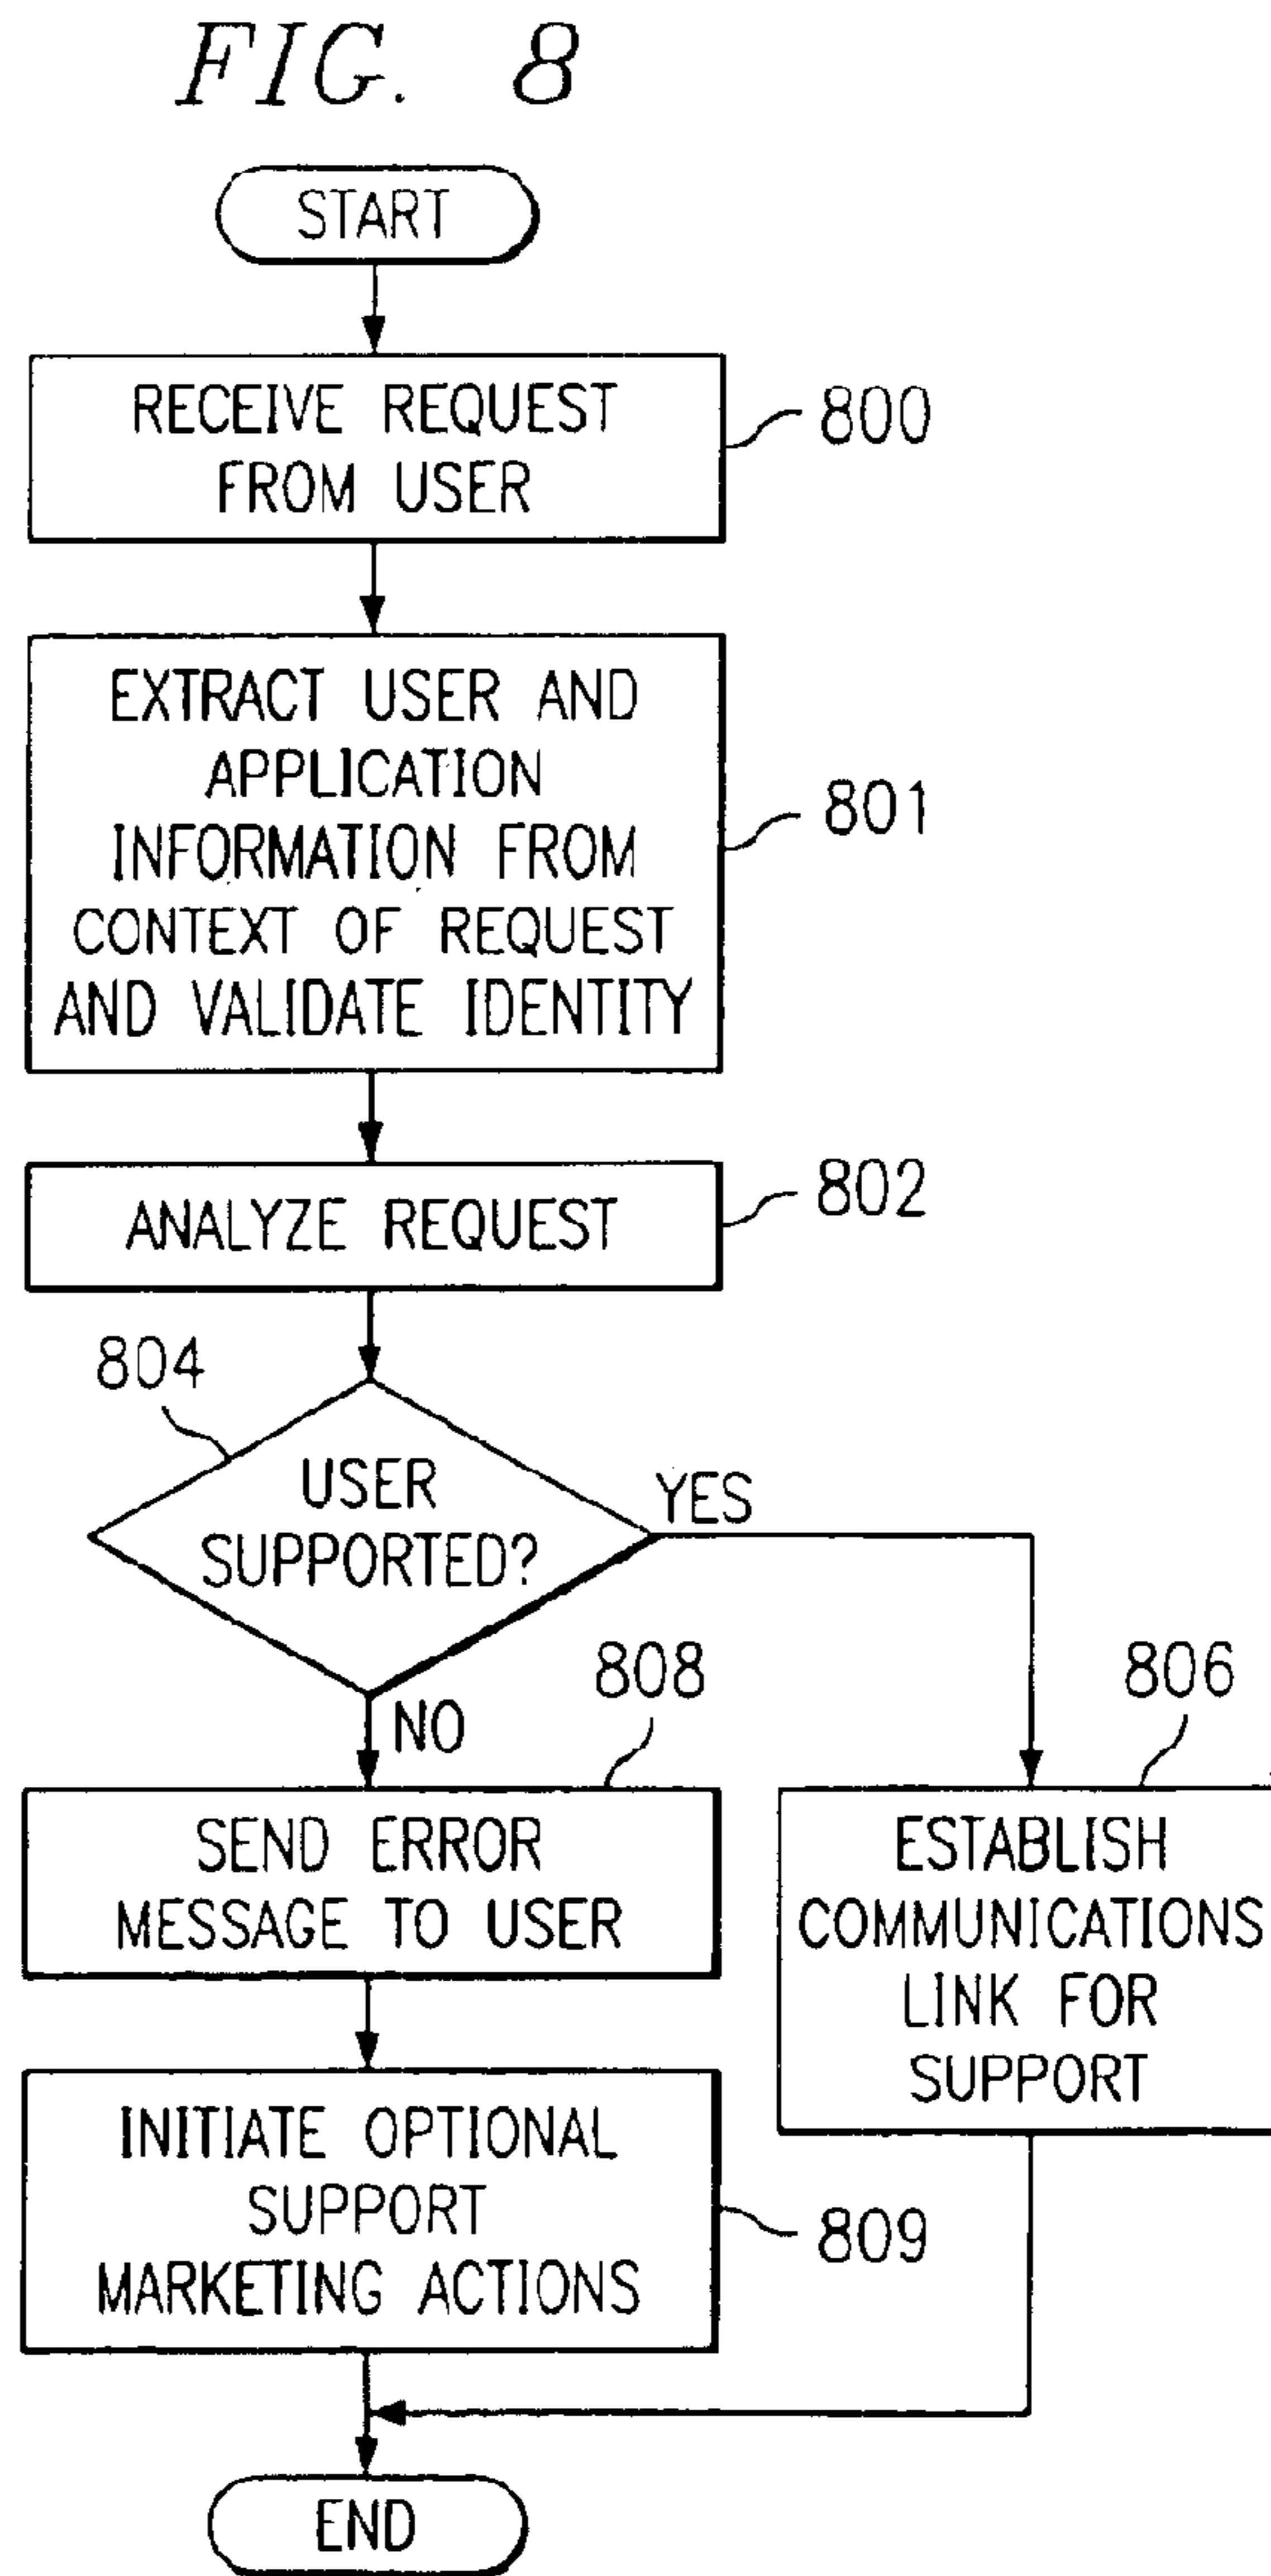 FIG. 8
START
RECEIVE REQUEST
FROM USER
800
EXTRACT USER AND
APPLICATION
INFORMATION FROM
CONTEXT OF REQUEST
AND VALIDATE IDENTITY
801
ANALYZE REQUEST
802
804
USER
SUPPORTED?
YES
NO
808
SEND ERROR
MESSAGE TO USER
806
ESTABLISH
COMMUNICATIONS
LINK FOR
SUPPORT
INITIATE OPTIONAL
SUPPORT
MARKETING ACTIONS
809
END